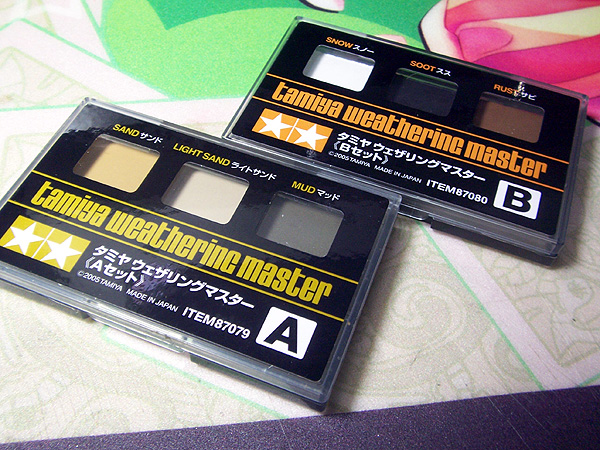 SNOW スノー
SOOT スス
RUST サビ
tamiya weathering master
タミヤ ウェザリングマスター
《Bセット》
©2005 TAMIYA MADE IN JAPAN ITEM87080
B
SAND サンド
LIGHT SAND ライトサンド
MUD マッド
tamiya weathering master
タミヤ ウェザリングマスター
《Aセット》
©2005 TAMIYA MADE IN JAPAN ITEM87079
A